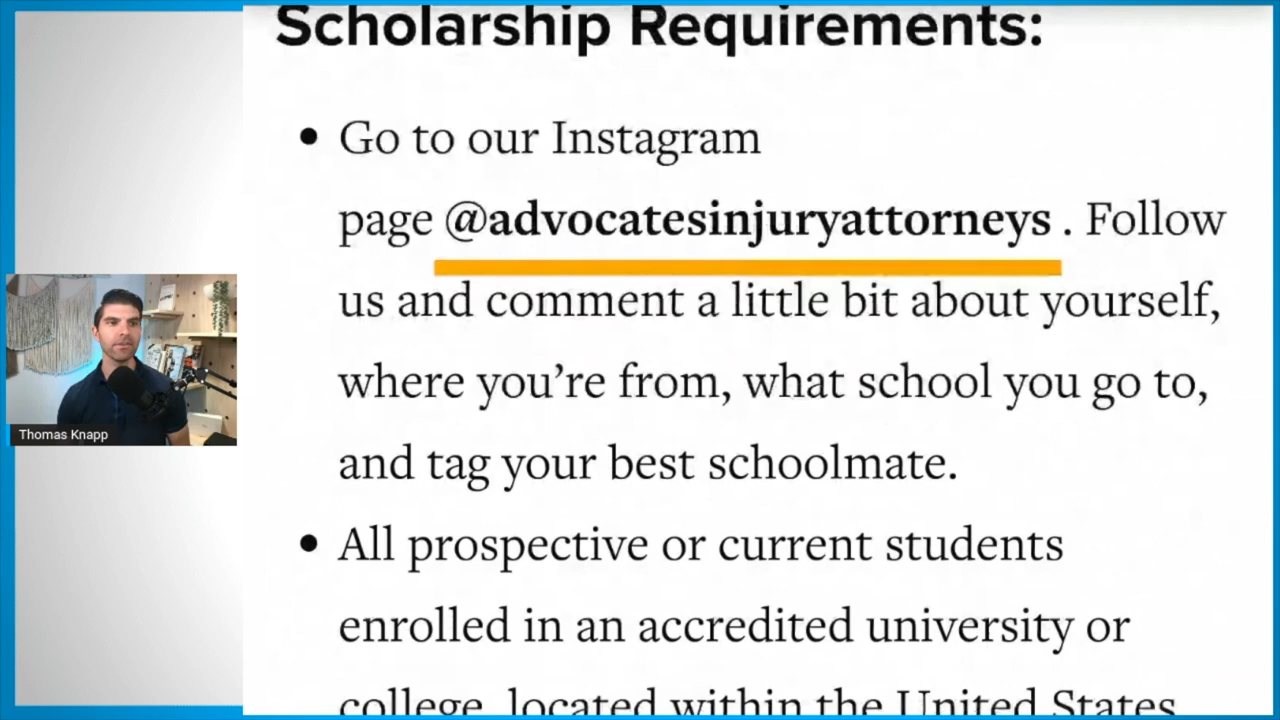 Scholarship Requirements:
• Go to our Instagram
page @advocatesinjuryattorneys . Follow
us and comment a little bit about yourself,
where you’re from, what school you go to,
and tag your best schoolmate.
• All prospective or current students
enrolled in an accredited university or
college, located within the United States
Thomas Knapp